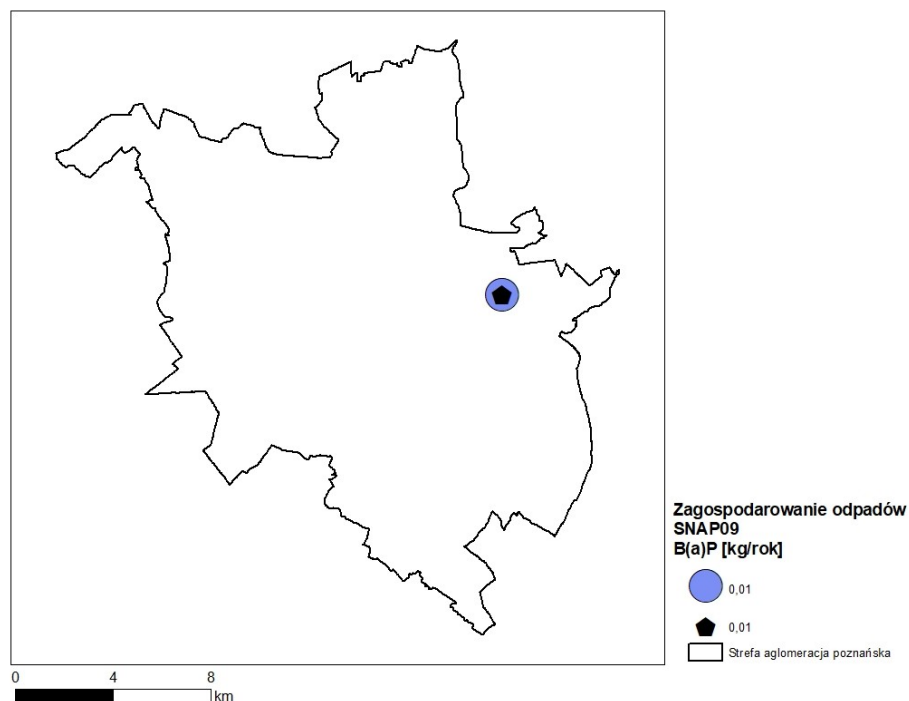 Zagospodarowanie odpadów
SNAP09
B(a)P [kg/rok]
0,01
0,01
Strefa aglomeracja poznańska
0 4 8
km